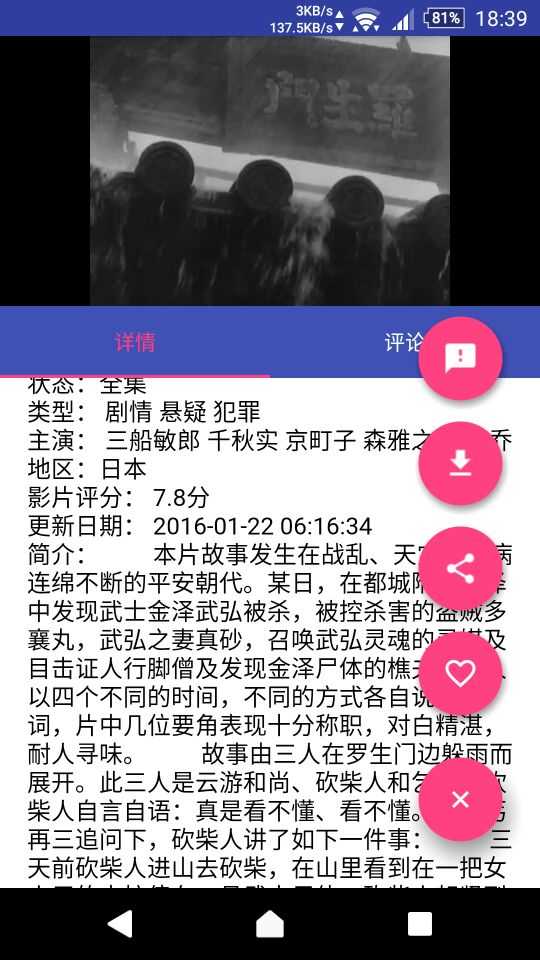 3KB/s
137.5KB/s
81%
18:39
門生羅
详情
评论
状态：全集
类型： 剧情 悬疑 犯罪
主演： 三船敏郎 千秋实 京町子 森雅之 乔
地区：日本
影片评分： 7.8分
更新日期： 2016-01-22 06:16:34
简介： 本片故事发生在战乱、天 病
连绵不断的平安朝代。某日，在都城
中发现武士金泽武弘被杀，被控杀害的盗贼多
襄丸，武弘之妻真砂，召唤武弘灵魂的 及
目击证人行脚僧及发现金泽尸体的樵
以四个不同的时间，不同的方式各自说
词，片中几位要角表现十分称职，对白精湛，
耐人寻味。 故事由三人在罗生门边躲雨而
展开。此三人是云游和尚、砍柴人和乞
柴人自言自语：真是看不懂、看不懂。
再三追问下，砍柴人讲了如下一件事： 三
天前砍柴人进山去砍柴，在山里看到在一把女